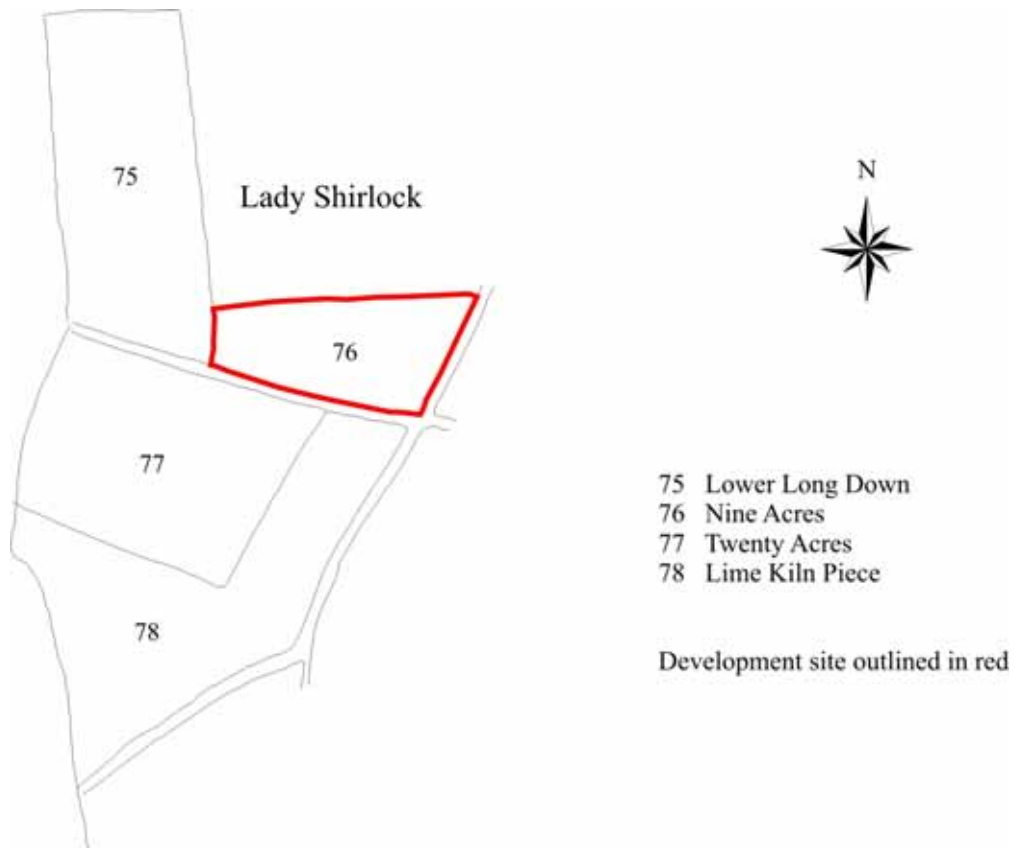 75
Lady Shirlock
N
76
77
78
75 Lower Long Down
76 Nine Acres
77 Twenty Acres
78 Lime Kiln Piece
Development site outlined in red